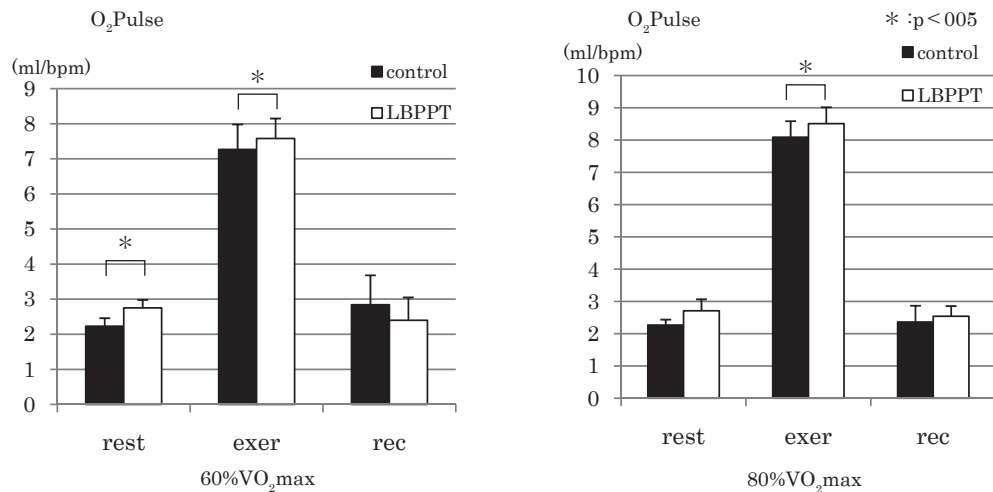 O₂Pulse
(ml/bpm)
■control
□LBPPT
9
8
7
6
5
4
3
2
1
0
*
*
rest exer rec
60%VO₂max
O₂Pulse
* :p<005
(ml/bpm)
■control
□LBPPT
10
9
8
7
6
5
4
3
2
1
0
*
rest exer rec
80%VO₂max